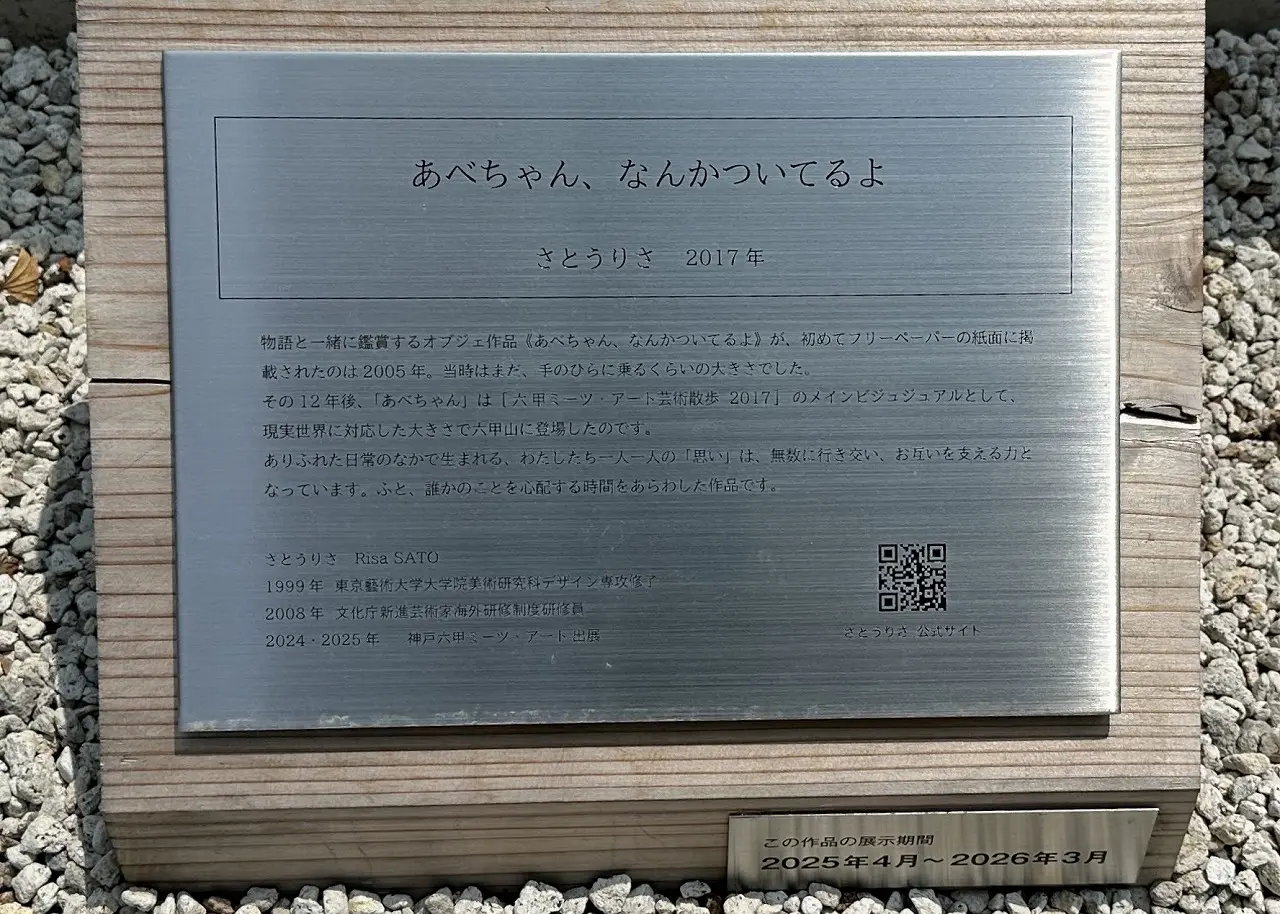 あべちゃん、なんかついてるよ
さとうりさ　2017年
物語と一緒に鑑賞するオブジェ作品《あべちゃん、なんかついてるよ》が、初めてフリーペーパーの紙面に掲
載されたのは2005年。当時はまだ、手のひらに乗るくらいの大きさでした。
その12年後、「あべちゃん」は［六甲ミーツ・アート芸術散歩 2017］のメインビジュジュアルとして、
現実世界に対応した大きさで六甲山に登場したのです。
ありふれた日常のなかで生まれる、わたしたち一人一人の「思い」は、無数に行き交い、お互いを支える力と
なっています。ふと、誰かのことを心配する時間をあらわした作品です。
さとうりさ　Risa SATO
1999年 東京藝術大学大学院美術研究科デザイン専攻修了
2008年 文化庁新進芸術家海外研修制度研修員
2024・2025年　神戸六甲ミーツ・アート出展
さとうりさ 公式サイト
この作品の展示期間
2025年4月～2026年3月